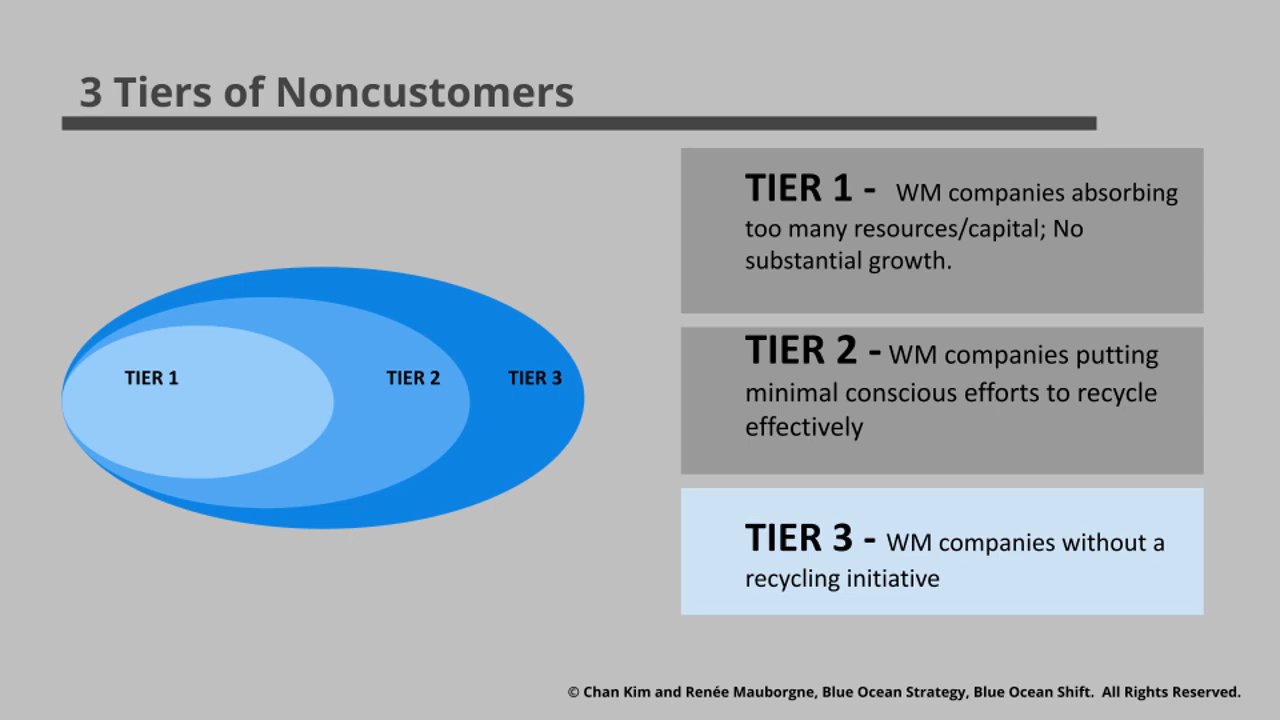 3 Tiers of Noncustomers
TIER 1 - WM companies absorbing
too many resources/capital; No
substantial growth.
TIER 2 - WM companies putting
minimal conscious efforts to recycle
effectively
TIER 3 - WM companies without a
recycling initiative
TIER 1
TIER 2
TIER 3
© Chan Kim and Renée Mauborgne, Blue Ocean Strategy, Blue Ocean Shift. All Rights Reserved.